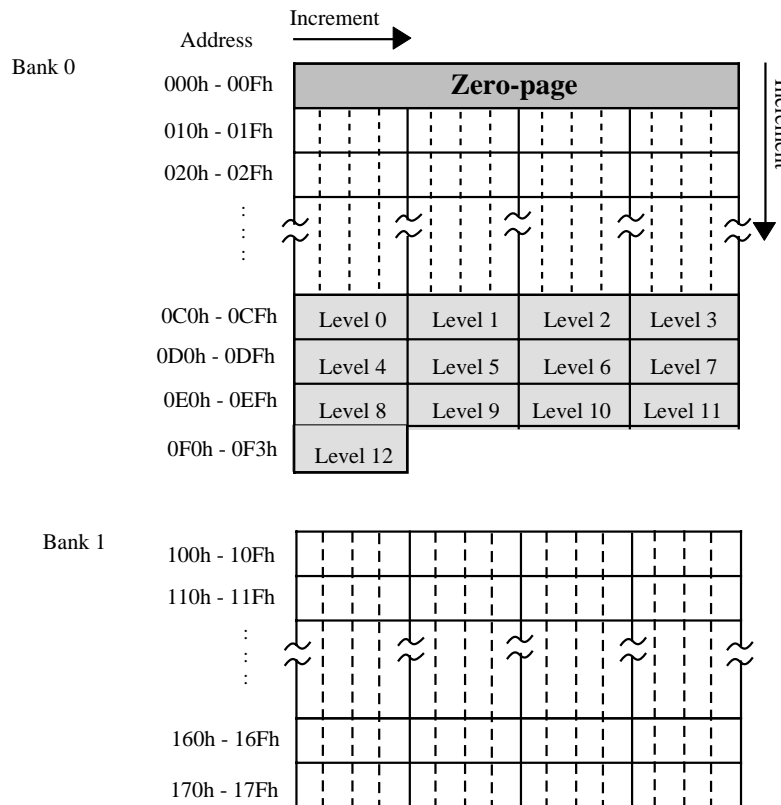 Increment
Address
Bank 0
000h - 00Fh
Zero-page
Increment
010h - 01Fh
020h - 02Fh
0C0h - 0CFh
Level 0
Level 1
Level 2
Level 3
0D0h - 0DFh
Level 4
Level 5
Level 6
Level 7
0E0h - 0EFh
Level 8
Level 9
Level 10
Level 11
0F0h - 0F3h
Level 12
Bank 1
100h - 10Fh
110h - 11Fh
160h - 16Fh
170h - 17Fh